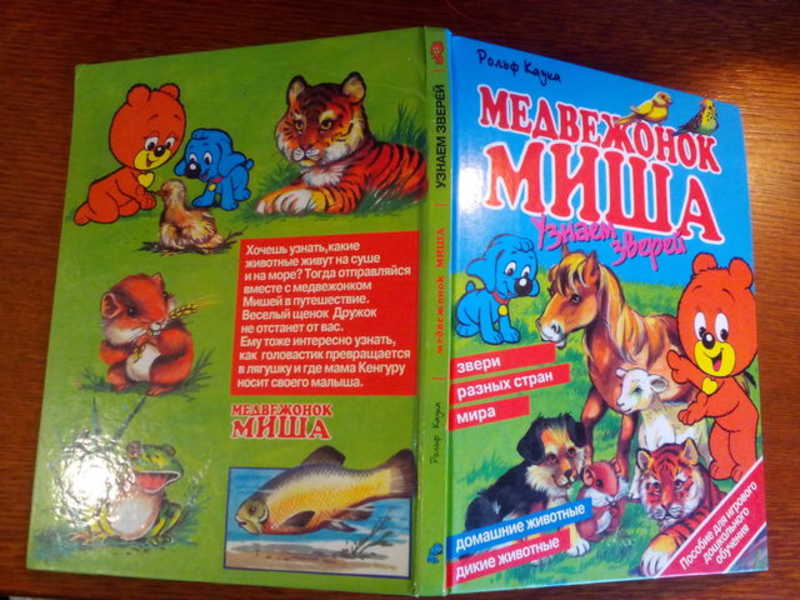 Хочешь узнать, какие
животные живут на суше
и на море? Тогда отправляйся
вместе с медвежонком
Мишей в путешествие.
Веселый щенок Дружок
не отстанет от вас.
Ему тоже интересно узнать,
как головастик превращается
в лягушку и где мама Кенгуру
носит своего малыша.
МЕДВЕЖОНОК
МИША
Рольф Каука | МЕДВЕЖОНОК МИША | УЗНАЕМ ЗВЕРЕЙ
Рольф Каука
МЕДВЕЖОНОК
МИША
Узнаем
зверей
звери
разных стран
мира
домашние животные
дикие животные
Пособие для игрового
дошкольного
обучения